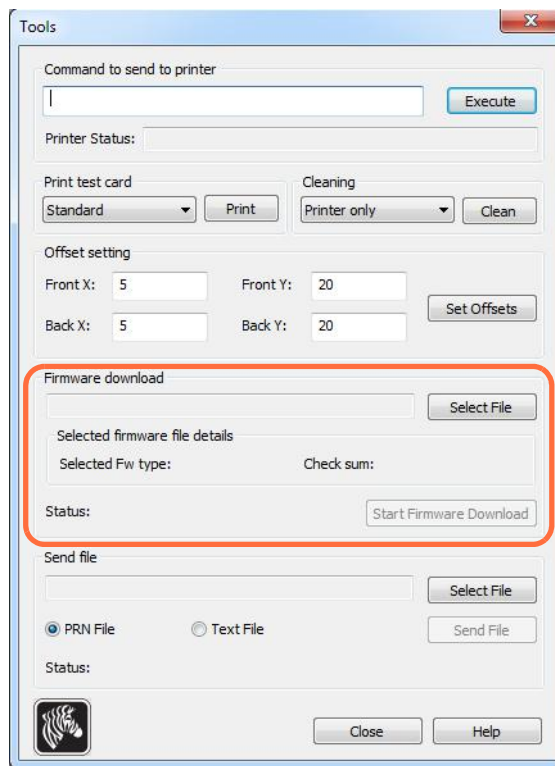 Tools
Command to send to printer
Execute
Printer Status:
Print test card
Cleaning
Standard
Print
Printer only
Clean
Offset setting
Front X: 5 Front Y: 20
Set Offsets
Back X: 5 Back Y: 20
Firmware download
Select File
Selected firmware file details
Selected Fw type: Check sum:
Status:
Start Firmware Download
Send file
Select File
PRN File Text File
Send File
Status:
Close
Help